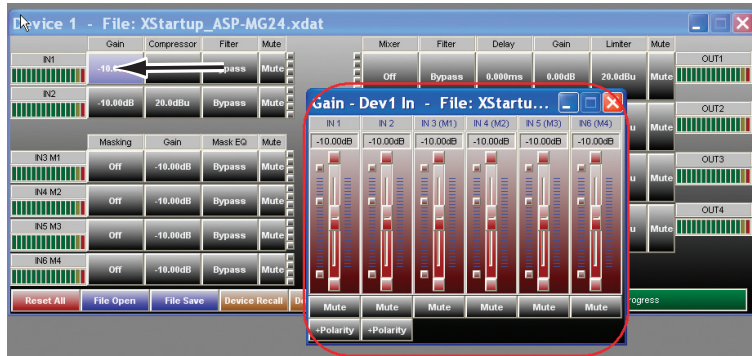 Device 1 - File: XStartup_ASP-MG24.xdat
Gain Compressor Filter Mute Mixer Filter Delay Gain Limiter Mute
IN1 Mute Off Bypass 0.000ms 0.00dB 20.0dBu Mute OUT1
IN2 -10.00dB 20.0dBu Bypass Mute Mute OUT2
Gain - Dev1 In - File: XStartu...
IN 1 IN 2 IN 3 (M1) IN 4 (M2) IN 5 (M3) IN6 (M4)
-10.00dB -10.00dB -10.00dB -10.00dB -10.00dB -10.00dB
Masking Gain Mask EQ Mute
IN3 M1 Off -10.00dB Bypass Mute Mute OUT3
IN4 M2 Off -10.00dB Bypass Mute
IN5 M3 Off -10.00dB Bypass Mute Mute OUT4
IN6 M4 Off -10.00dB Bypass Mute
Reset All File Open File Save Device Recall
Mute Mute Mute Mute Mute Mute
+Polarity +Polarity